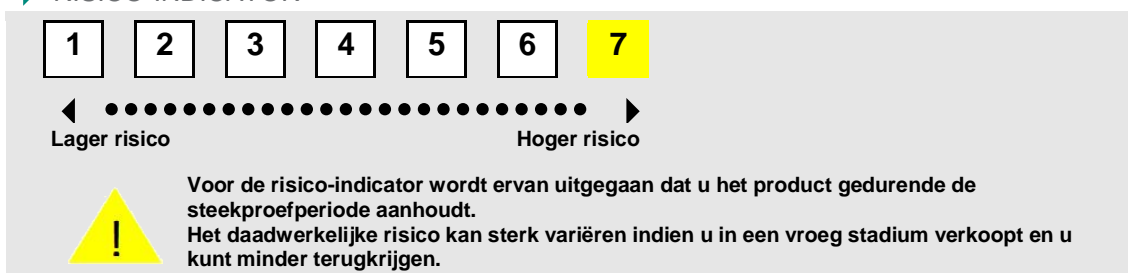 RISICO-INDICATOR
1 2 3 4 5 6 7
Lager risico Hoger risico
Voor de risico-indicator wordt ervan uitgegaan dat u het product gedurende de
steekproefperiode aanhoudt.
! Het daadwerkelijke risico kan sterk variëren indien u in een vroeg stadium verkoopt en u
kunt minder terugkrijgen.